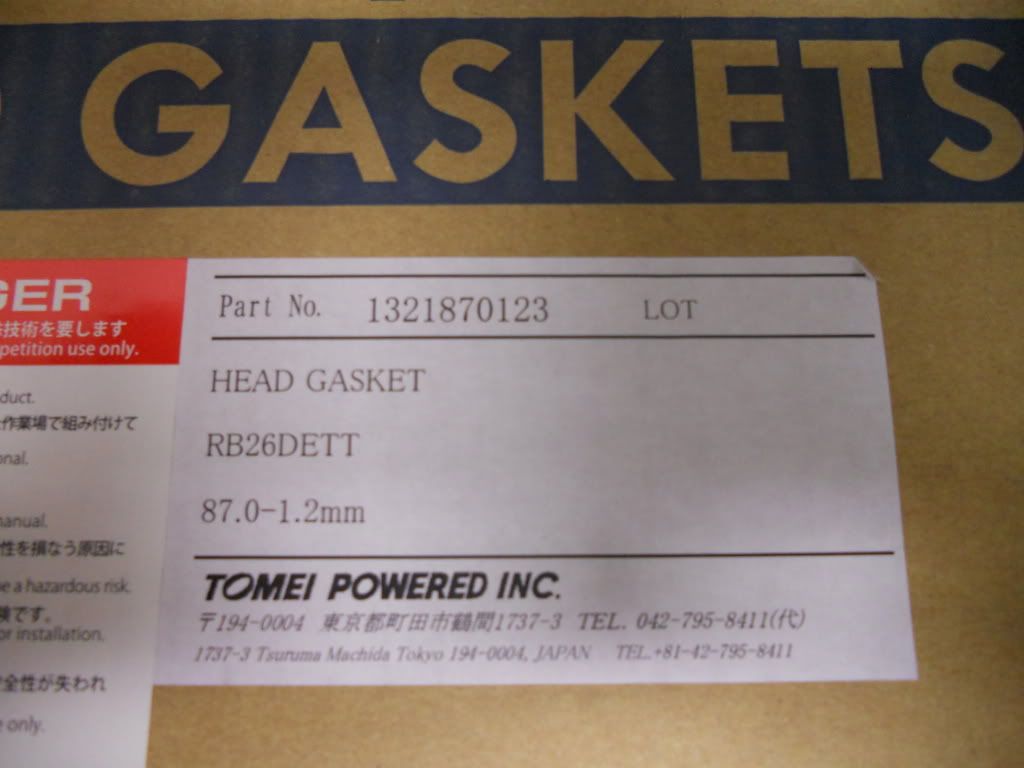 GASKETS
GER
技術を要します
petition use only.
duct.
作業場で組み付けて
onal.
manual.
性を損なう原因に
be a hazardous risk.
険です。
or installation.
全性が失われ
e only.
Part No. 1321870123 LOT
HEAD GASKET
RB26DETT
87.0-1.2mm
TOMEI POWERED INC.
〒194-0004 東京都町田市鶴間1737-3 TEL. 042-795-8411(代)
1737-3 Tsuruma Machida Tokyo 194-0004, JAPAN TEL.+81-42-795-8411